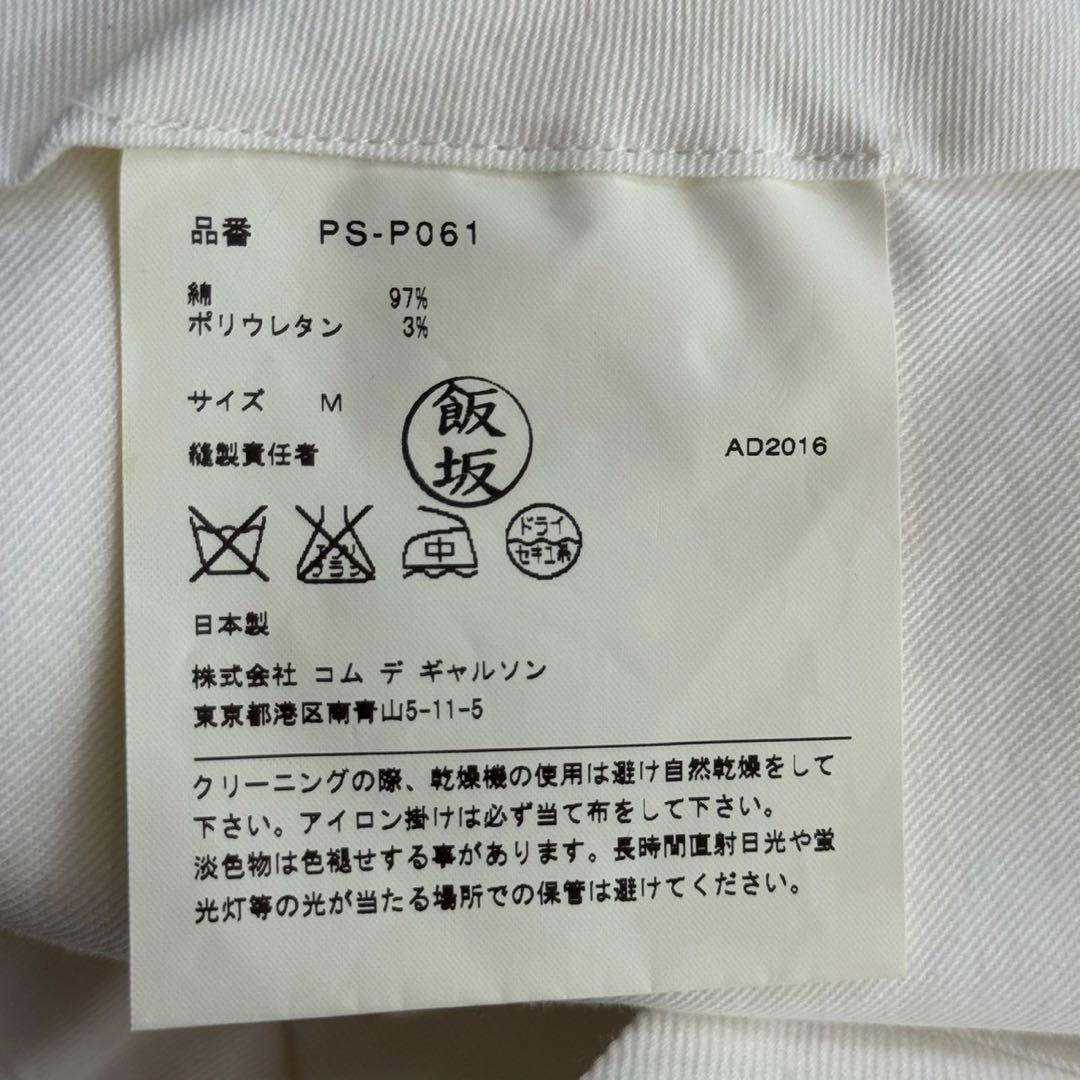 品番 PS-P061
綿 97%
ポリウレタン 3%
サイズ M
飯坂
縫製責任者
AD2016
エンソ
ブラウ
中
ドライ
セキユ系
日本製
株式会社 コム デ ギャルソン
東京都港区南青山5-11-5
クリーニングの際、乾燥機の使用は避け自然乾燥をして
下さい。アイロン掛けは必ず当て布をして下さい。
淡色物は色褪せする事があります。長時間直射日光や蛍
光灯等の光が当たる場所での保管は避けてください。